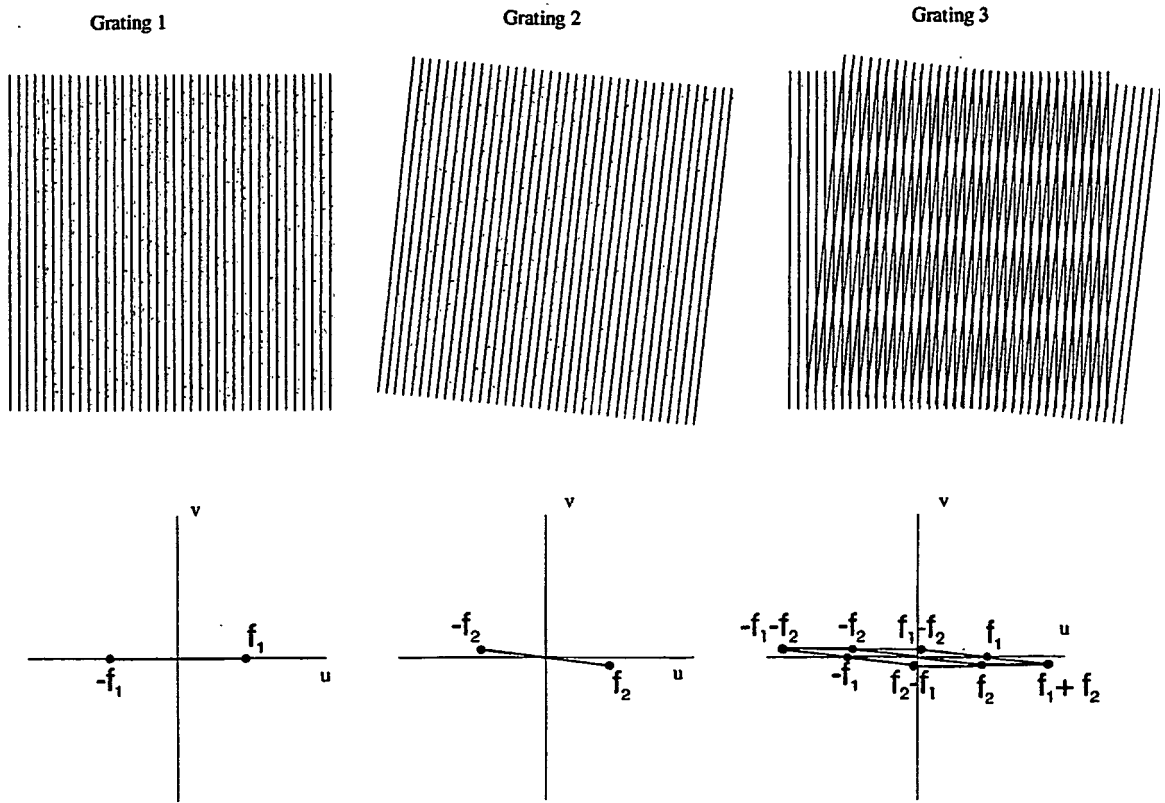 Grating 1
Grating 2
Grating 3
v
f₁
-f₁
u
v
-f₂
u
f₂
v
-f₁-f₂
-f₂
f₁-f₂
f₁
u
-f₁
f₂-f₁
f₂
f₁+f₂